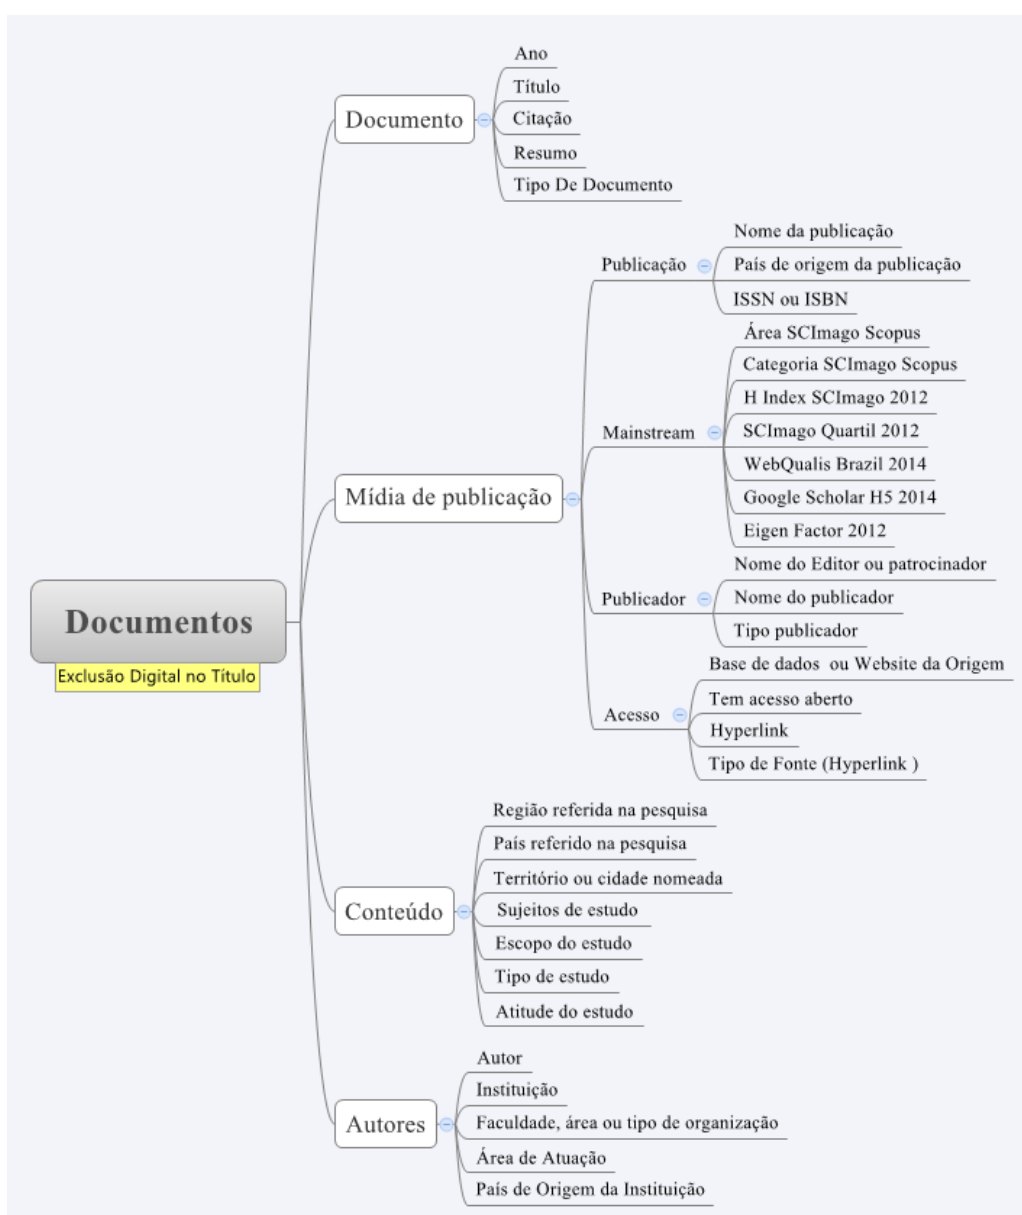 Documentos
Exclusão Digital no Título
Documento
Ano
Título
Citação
Resumo
Tipo De Documento
Mídia de publicação
Publicação
Nome da publicação
País de origem da publicação
ISSN ou ISBN
Mainstream
Área SCImago Scopus
Categoria SCImago Scopus
H Index SCImago 2012
SCImago Quartil 2012
WebQualis Brazil 2014
Google Scholar H5 2014
Eigen Factor 2012
Publicador
Nome do Editor ou patrocinador
Nome do publicador
Tipo publicador
Acesso
Base de dados ou Website da Origem
Tem acesso aberto
Hyperlink
Tipo de Fonte (Hyperlink )
Conteúdo
Região referida na pesquisa
País referido na pesquisa
Território ou cidade nomeada
Sujeitos de estudo
Escopo do estudo
Tipo de estudo
Atitude do estudo
Autores
Autor
Instituição
Faculdade, área ou tipo de organização
Área de Atuação
País de Origem da Instituição